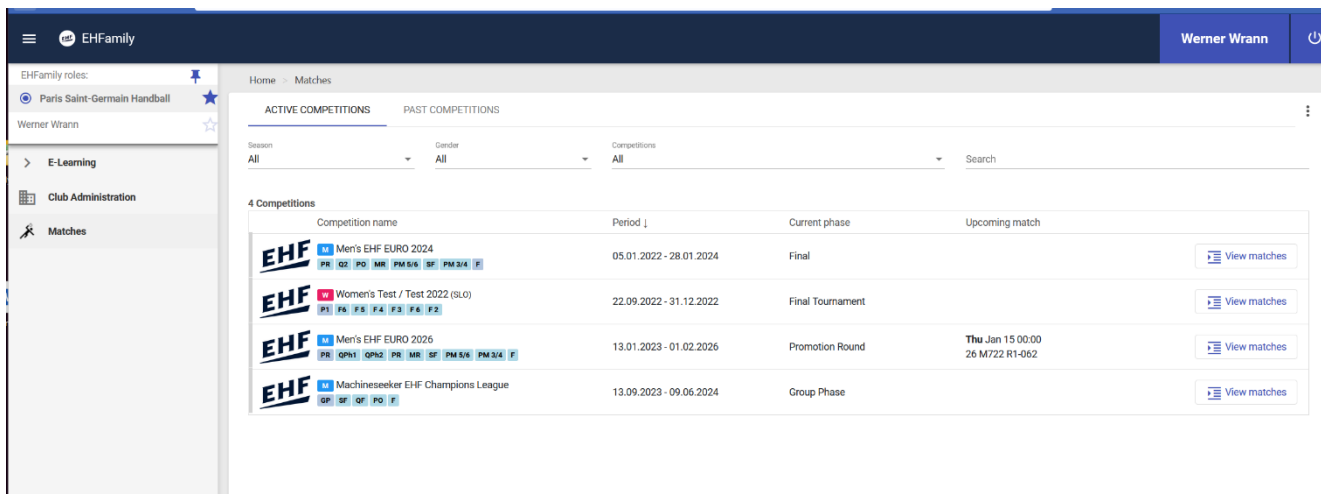 EHFamily
Werner Wrann
EHFamily roles:
Paris Saint-Germain Handball
Werner Wrann
E-Learning
Club Administration
Matches
Home > Matches
ACTIVE COMPETITIONS PAST COMPETITIONS
Season Gender Competitions
All All All Search
4 Competitions
Competition name Period ↓ Current phase Upcoming match
EHF M Men's EHF EURO 2024
PR Q2 PO MR PM 5/6 SF PM 3/4 F
05.01.2022 - 28.01.2024 Final View matches
EHF W Women's Test / Test 2022 (SLO)
P1 F6 F5 F4 F3 F6 F2
22.09.2022 - 31.12.2022 Final Tournament View matches
EHF M Men's EHF EURO 2026
PR QPh1 QPh2 PR MR SF PM 5/6 PM 3/4 F
13.01.2023 - 01.02.2026 Promotion Round Thu Jan 15 00:00
26 M722 R1-062
View matches
EHF M Machineseeker EHF Champions League
GP SF QF PO F
13.09.2023 - 09.06.2024 Group Phase View matches